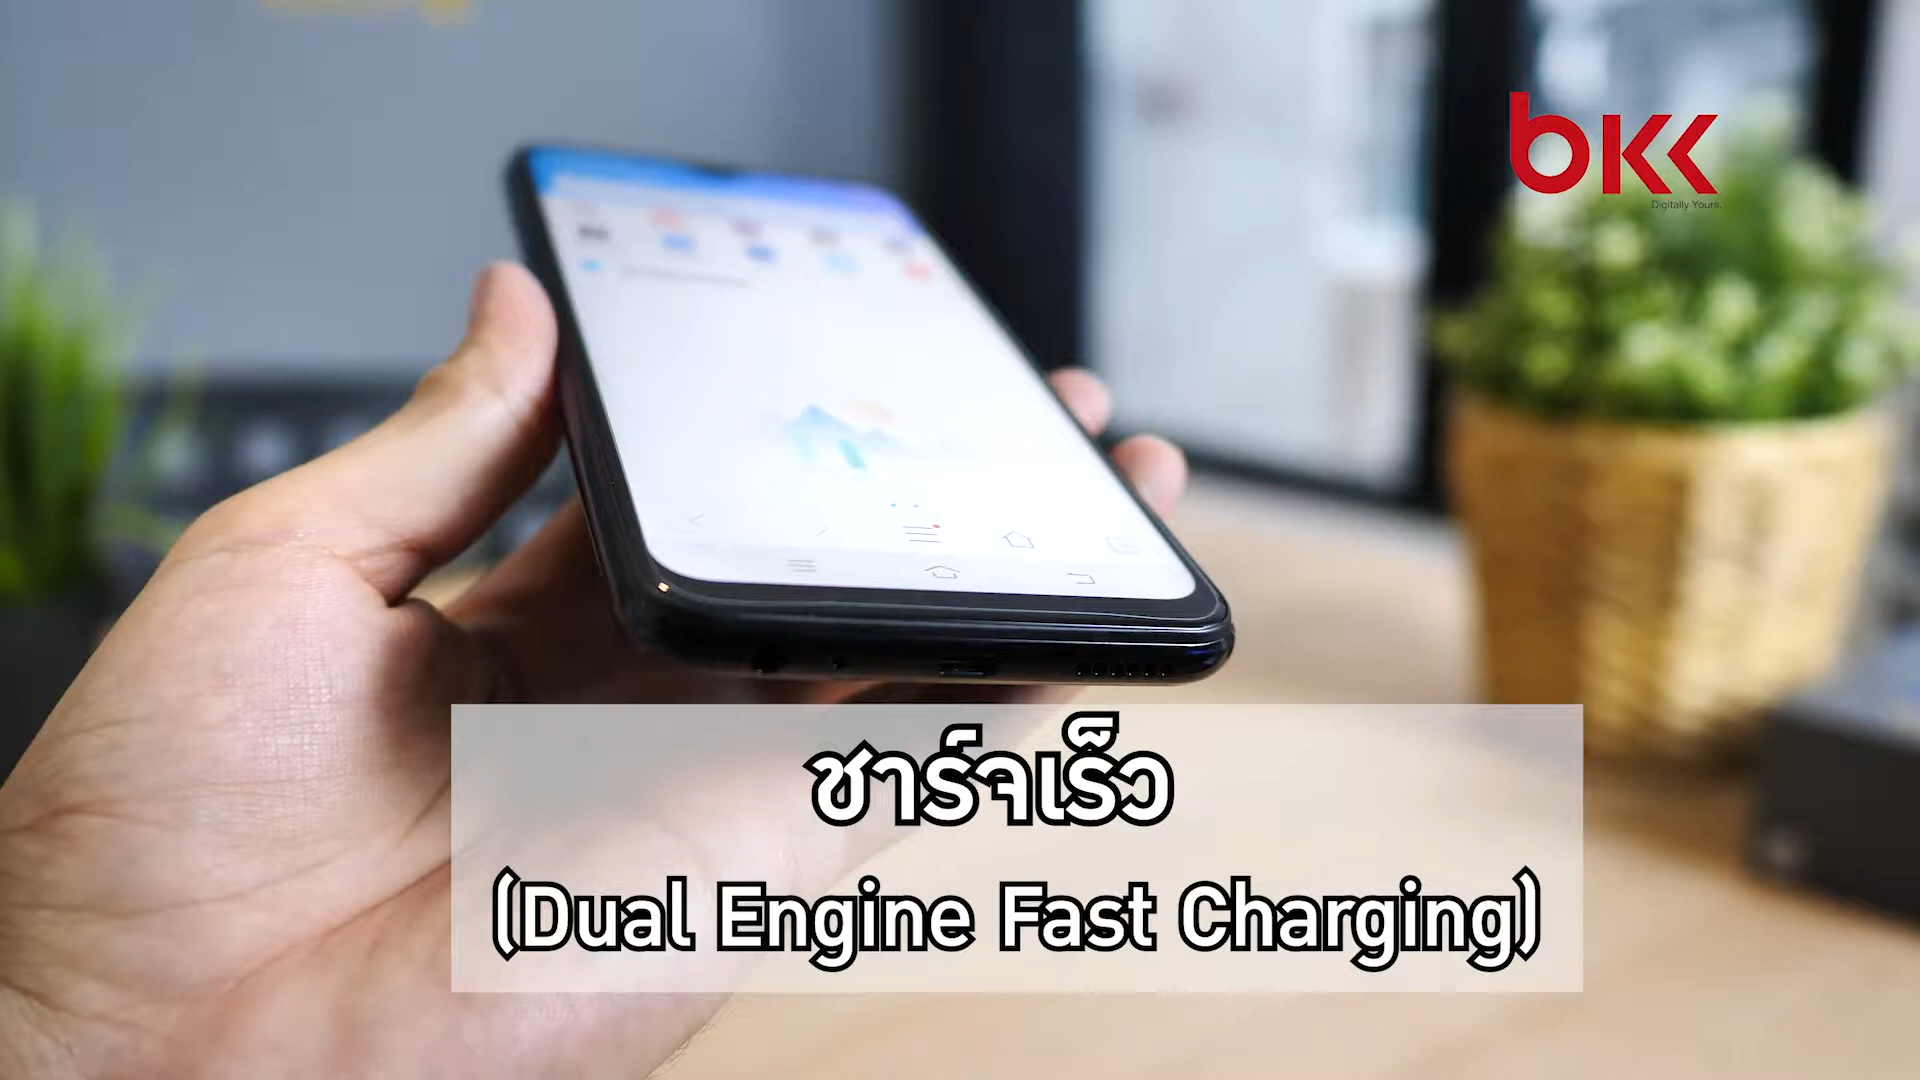 bkk
Digitally Yours.
ชาร์จเร็ว
(Dual Engine Fast Charging)